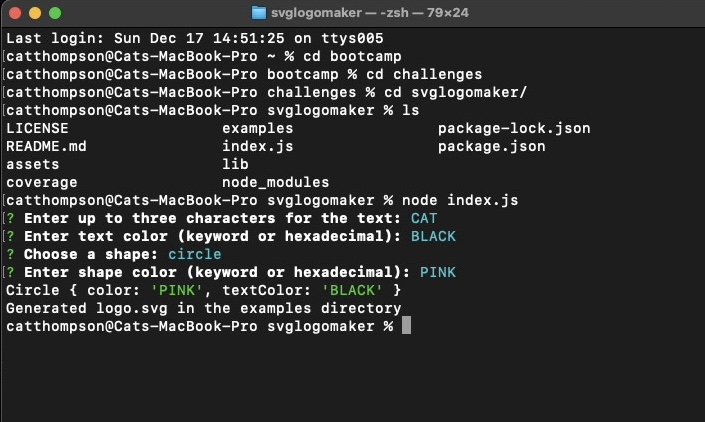 svglogomaker — -zsh — 79×24
Last login: Sun Dec 17 14:51:25 on ttys005
[catthompson@Cats-MacBook-Pro ~ % cd bootcamp
[catthompson@Cats-MacBook-Pro bootcamp % cd challenges
[catthompson@Cats-MacBook-Pro challenges % cd svglogomaker/
[catthompson@Cats-MacBook-Pro svglogomaker % ls
LICENSE examples package-lock.json
README.md index.js package.json
assets lib
coverage node_modules
[catthompson@Cats-MacBook-Pro svglogomaker % node index.js
[? Enter up to three characters for the text: CAT
[? Enter text color (keyword or hexadecimal): BLACK
? Choose a shape: circle
[? Enter shape color (keyword or hexadecimal): PINK
Circle { color: 'PINK', textColor: 'BLACK' }
Generated logo.svg in the examples directory
catthompson@Cats-MacBook-Pro svglogomaker %